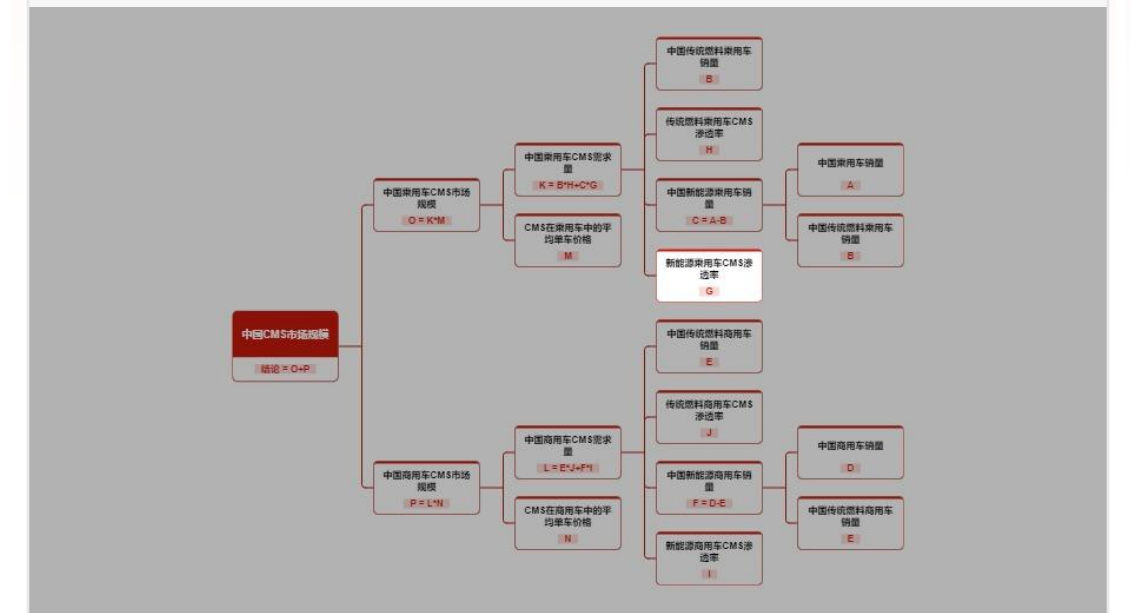 中国CMS市场规模
结论 = O+P
中国乘用车CMS市场
规模
O = K*M
中国乘用车CMS需求
量
K = B*H+C*G
中国传统燃料乘用车
销量
B
传统燃料乘用车CMS
渗透率
H
中国新能源乘用车销
量
C = A-B
中国乘用车销量
A
中国传统燃料乘用车
销量
B
新能源乘用车CMS渗
透率
G
CMS在乘用车中的平
均单车价格
M
中国商用车CMS市场
规模
P = L*N
中国商用车CMS需求
量
L = E*J+F*I
中国传统燃料商用车
销量
E
传统燃料商用车CMS
渗透率
J
中国新能源商用车销
量
F = D-E
中国商用车销量
D
中国传统燃料商用车
销量
E
新能源商用车CMS渗
透率
I
CMS在商用车中的平
均单车价格
N